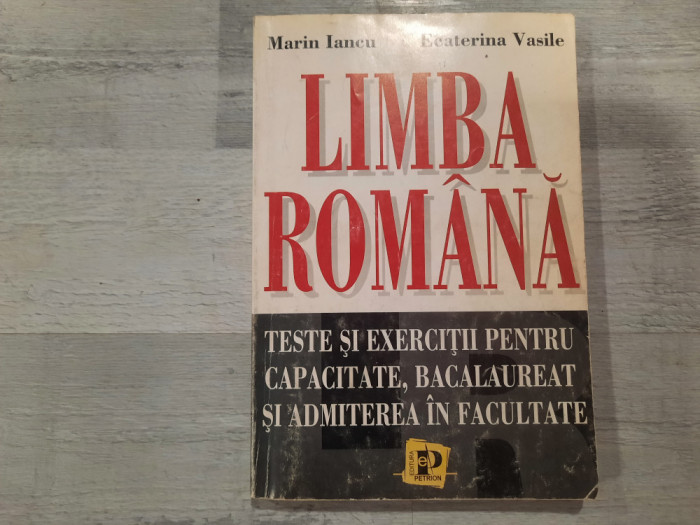 Marin Iancu Ecaterina Vasile
LIMBA
ROMÂNĂ
TESTE ŞI EXERCIŢII PENTRU
CAPACITATE, BACALAUREAT
ŞI ADMITEREA ÎN FACULTATE
EDITURA
PETRION